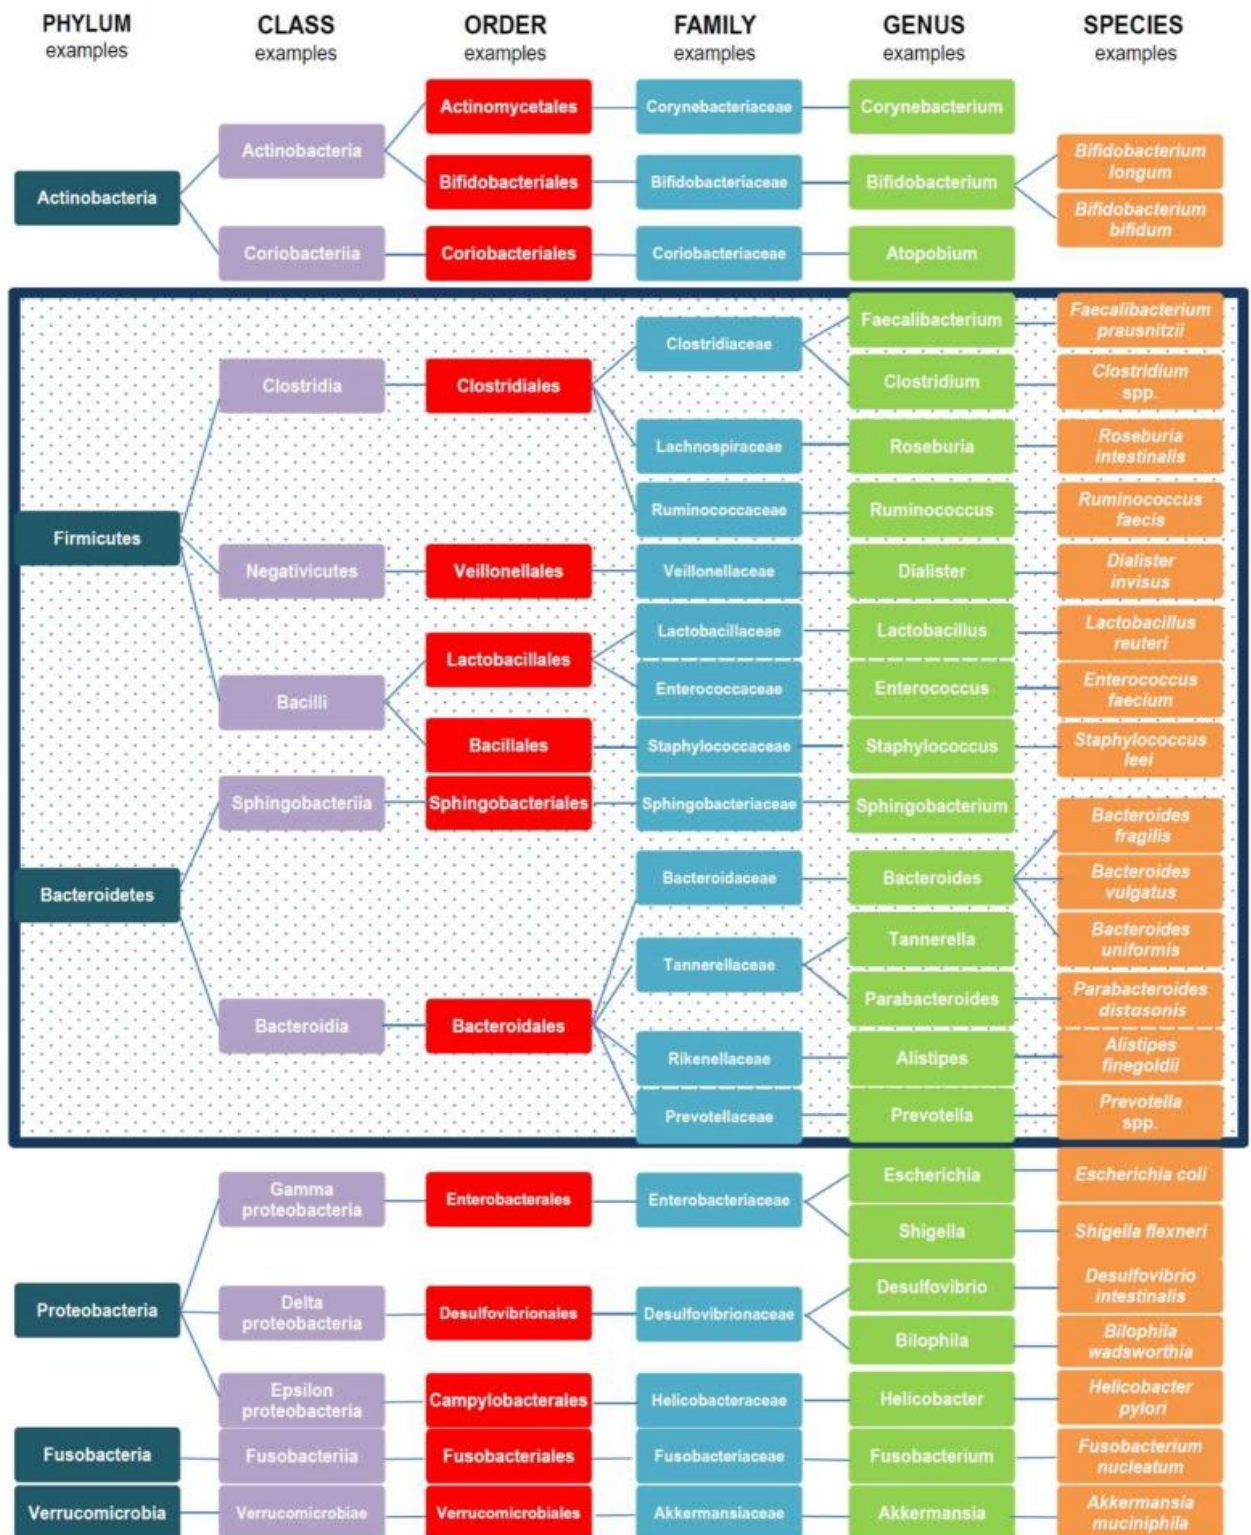 PHYLUM CLASS ORDER FAMILY GENUS SPECIES
examples examples examples examples examples examples
Actinomycetales Corynebacteriaceae Corynebacterium
Actinobacteria
Bifidobacterium
longum
Actinobacteria
Bifidobacteriales Bifidobacteriaceae Bifidobacterium
Bifidobacterium
bifidum
Coriobacteriia Coriobacteriales Coriobacteriaceae Atopobium
Faecalibacterium
Faecalibacterium
prausnitzii
Clostridiaceae
Clostridia Clostridiales
Clostridium
Clostridium
spp.
Lachnospiraceae Roseburia
Roseburia
intestinalis
Ruminococcaceae Ruminococcus
Ruminococcus
faecis
Firmicutes
Negativicutes Veillonellales Veillonellaceae Dialister
Dialister
invisus
Lactobacillaceae Lactobacillus
Lactobacillus
reuteri
Lactobacillales
Enterococcaceae Enterococcus
Enterococcus
faecium
Bacilli
Bacillales Staphylococcaceae Staphylococcus
Staphylococcus
leei
Sphingobacteriia Sphingobacteriales Sphingobacteriaceae Sphingobacterium
Bacteroides
fragilis
Bacteroidetes
Bacteroidaceae Bacteroides
Bacteroides
vulgatus
Bacteroides
uniformis
Tannerella
Tannerellaceae
Parabacteroides
Parabacteroides
distasonis
Bacteroidia Bacteroidales
Rikenellaceae Alistipes
Alistipes
finegoldii
Prevotellaceae Prevotella
Prevotella
spp.
Gamma
proteobacteria
Enterobacterales Enterobacteriaceae
Escherichia Escherichia coli
Shigella Shigella flexneri
Proteobacteria
Delta
proteobacteria
Desulfovibrionales Desulfovibrionaceae
Desulfovibrio
Desulfovibrio
intestinalis
Bilophila
Bilophila
wadsworthia
Epsilon
proteobacteria
Campylobacterales Helicobacteraceae Helicobacter
Helicobacter
pylori
Fusobacteria Fusobacteriia Fusobacteriales Fusobacteriaceae Fusobacterium
Fusobacterium
nucleatum
Verrucomicrobia Verrucomicrobiae Verrucomicrobiales Akkermansiaceae Akkermansia
Akkermansia
muciniphila